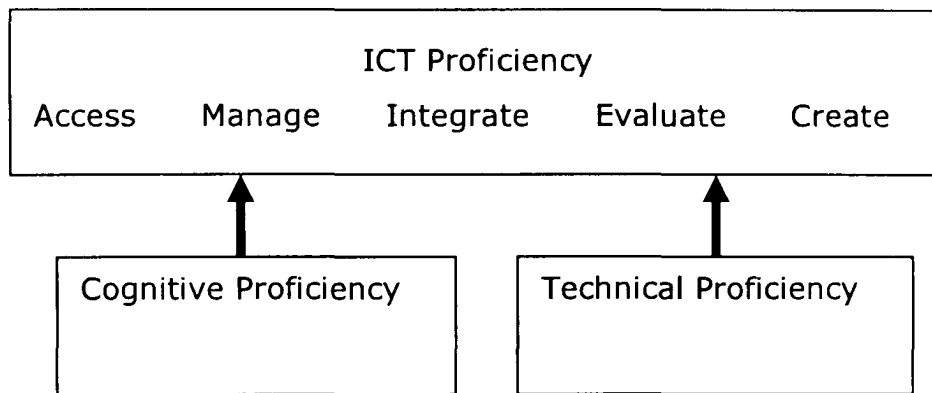 ICT Proficiency
Access Manage Integrate Evaluate Create
Cognitive Proficiency
Technical Proficiency